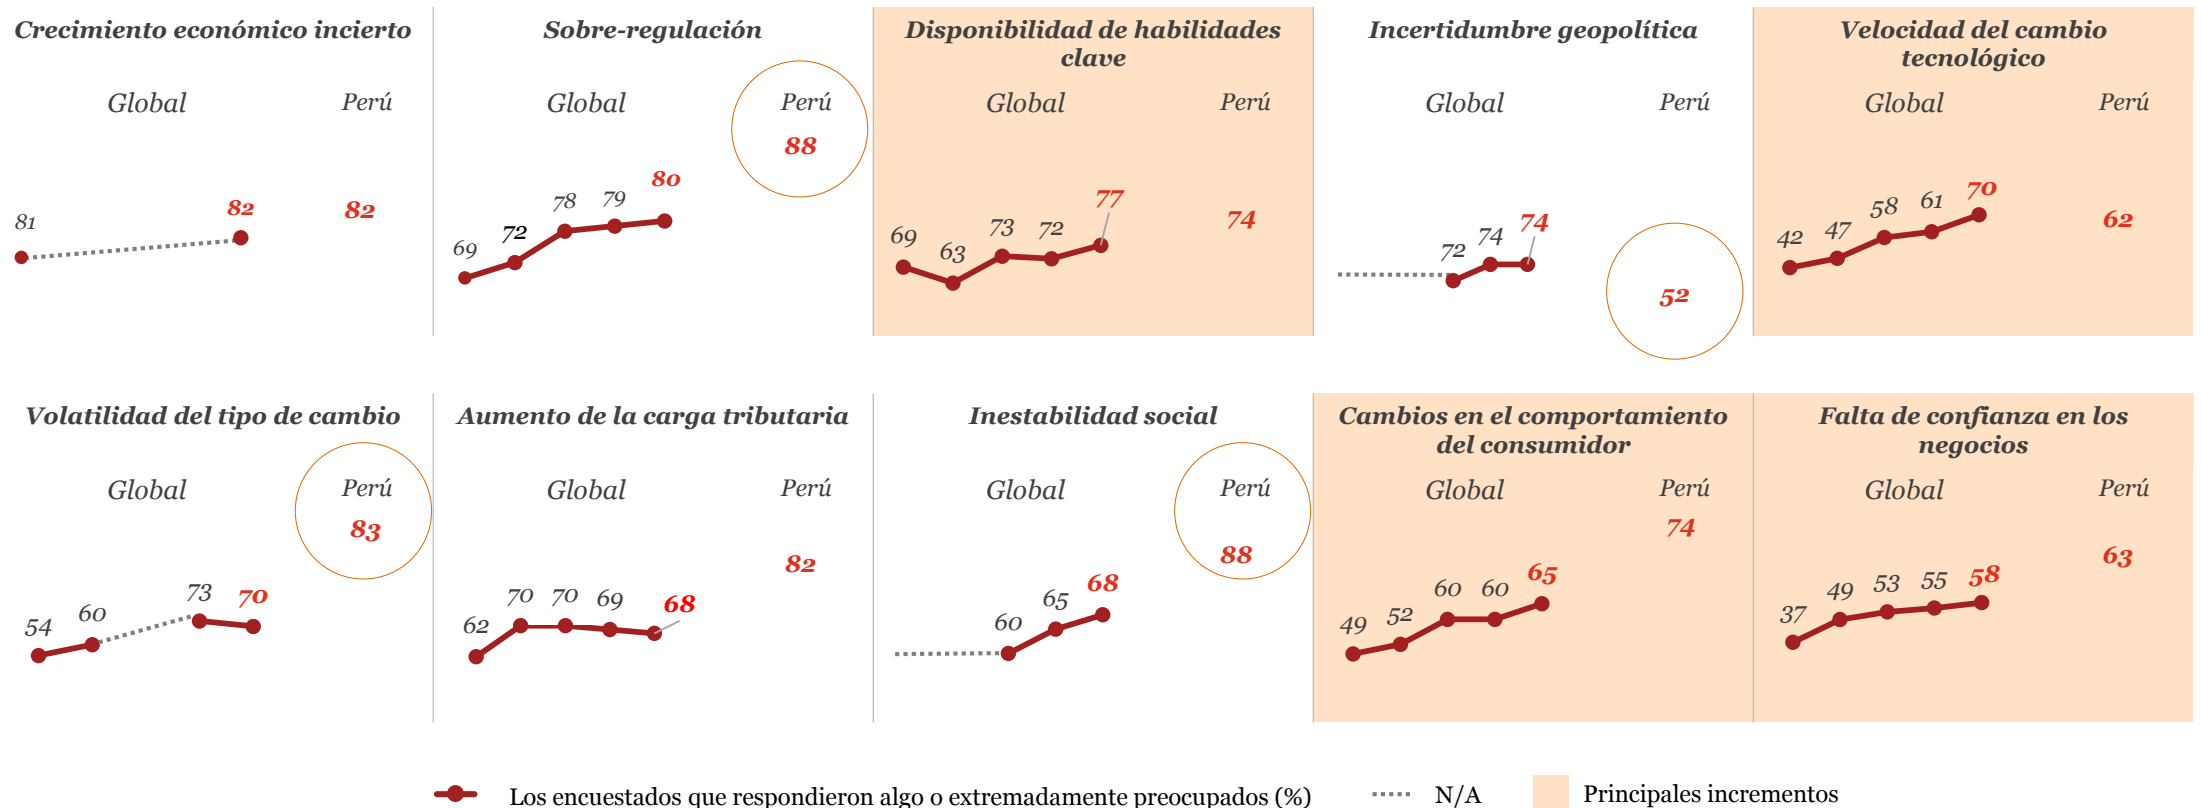 Crecimiento económico incierto
Global
Perú
81
82
82
Sobre-regulación
Global
Perú
88
69
72
78
79
80
Disponibilidad de habilidades
clave
Global
Perú
69
63
73
72
77
74
Incertidumbre geopolítica
Global
Perú
72
74
74
52
Velocidad del cambio
tecnológico
Global
Perú
42
47
58
61
70
62
Volatilidad del tipo de cambio
Global
Perú
83
54
60
73
70
Aumento de la carga tributaria
Global
Perú
82
62
70
70
69
68
Inestabilidad social
Global
Perú
88
60
65
68
Cambios en el comportamiento
del consumidor
Global
Perú
74
49
52
60
60
65
Falta de confianza en los
negocios
Global
Perú
63
37
49
53
55
58
Los encuestados que respondieron algo o extremadamente preocupados (%)
N/A
Principales incrementos